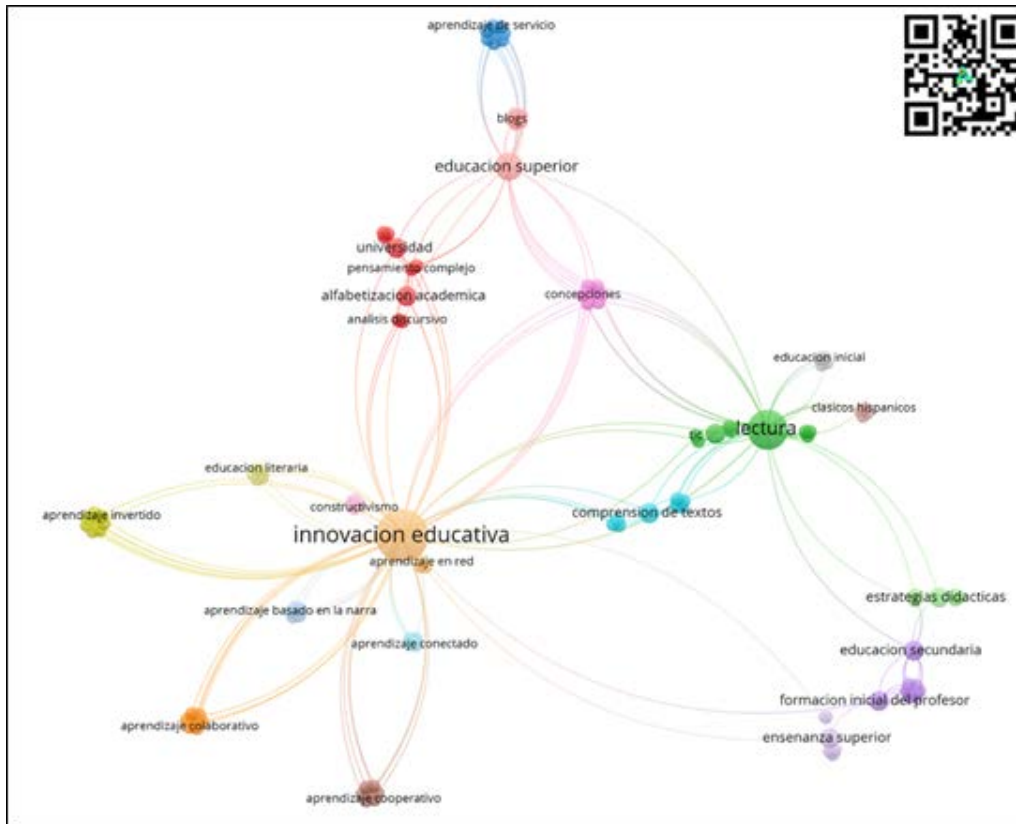 aprendizaje de servicio
blogs
educacion superior
universidad
pensamiento complejo
alfabetizacion academica
analisis discursivo
concepciones
educacion inicial
clasicos hispanicos
lectura
tic
educacion literaria
constructivismo
aprendizaje invertido
comprension de textos
innovacion educativa
aprendizaje en red
aprendizaje basado en la narra
estrategias didacticas
aprendizaje conectado
educacion secundaria
formacion inicial del profesor
aprendizaje colaborativo
ensenanza superior
aprendizaje cooperativo